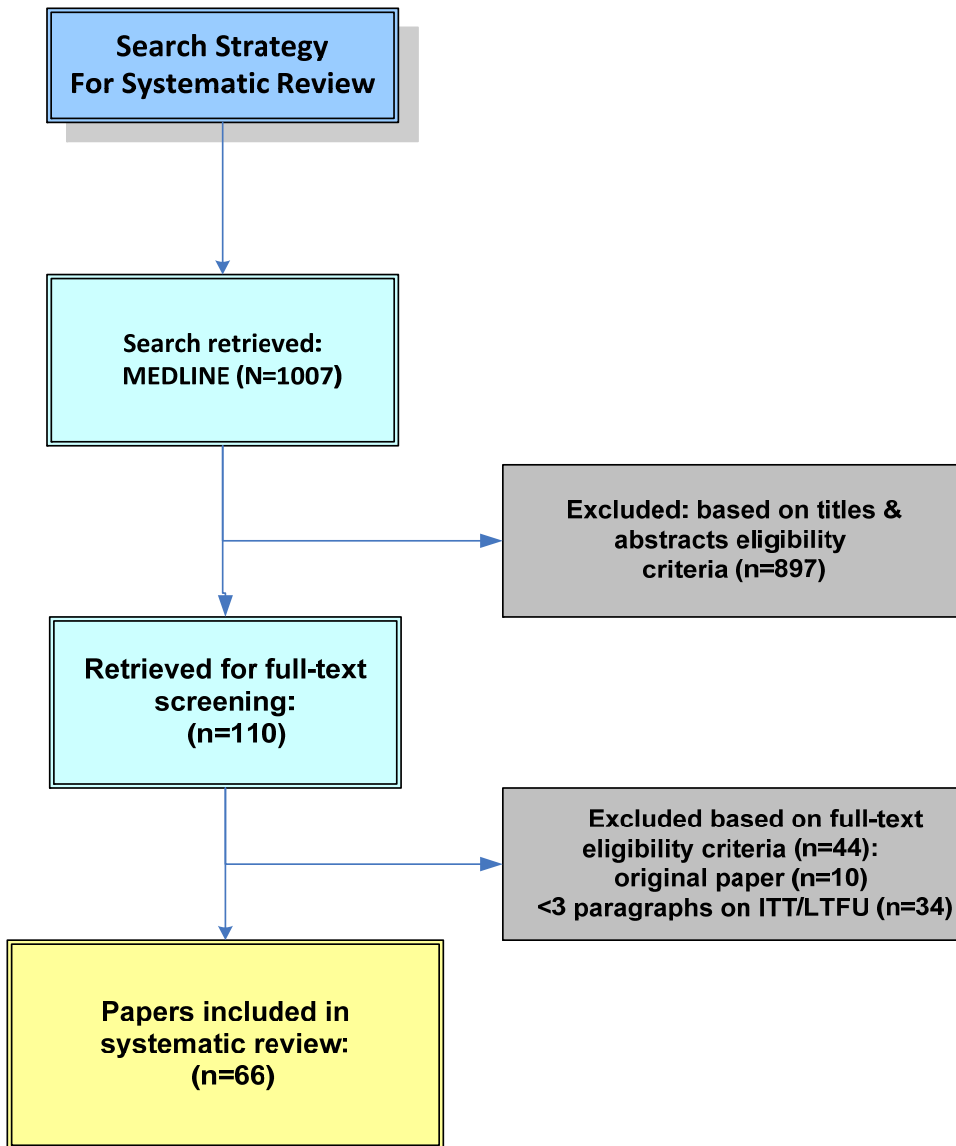 Search Strategy
For Systematic Review
Search retrieved:
MEDLINE (N=1007)
Excluded: based on titles &
abstracts eligibility
criteria (n=897)
Retrieved for full-text
screening:
(n=110)
Excluded based on full-text
eligibility criteria (n=44):
original paper (n=10)
<3 paragraphs on ITT/LTFU (n=34)
Papers included in
systematic review:
(n=66)